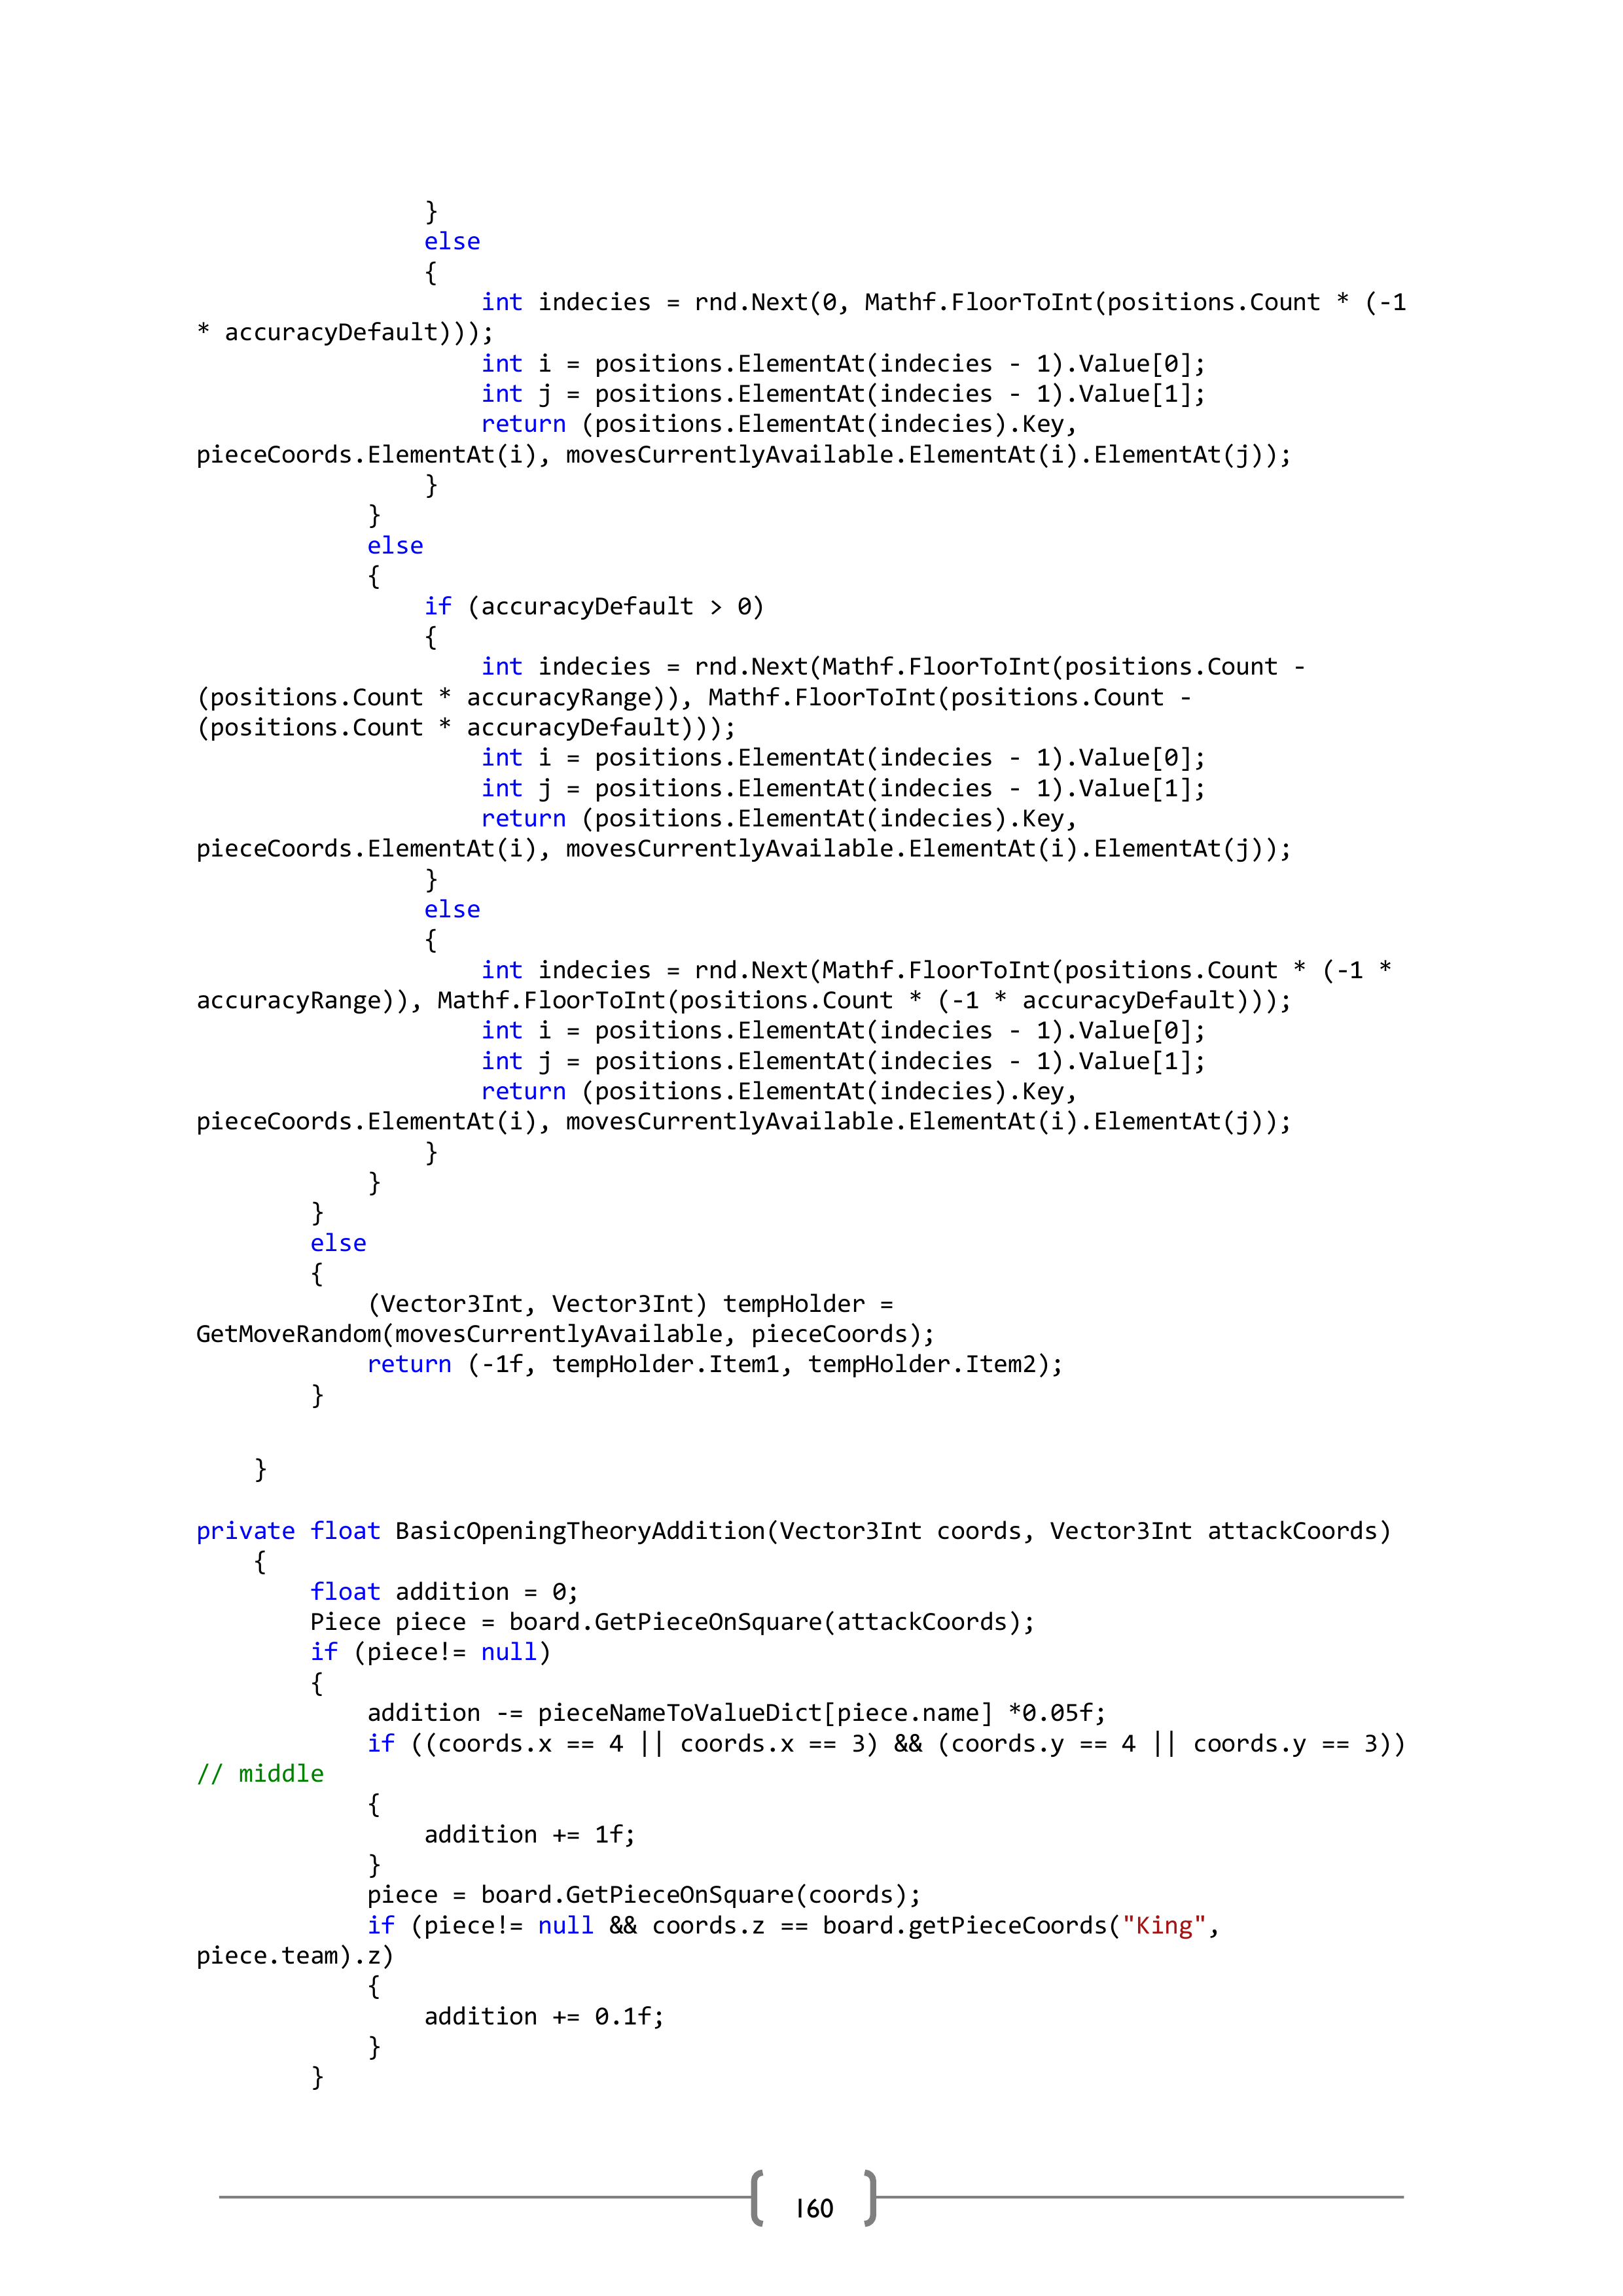 }
else
{
int indecies = rnd.Next(0, Mathf.FloorToInt(positions.Count * (-1
* accuracyDefault)));
int i = positions.ElementAt(indecies - 1).Value[0];
int j = positions.ElementAt(indecies - 1).Value[1];
return (positions.ElementAt(indecies).Key,
pieceCoords.ElementAt(i), movesCurrentlyAvailable.ElementAt(i).ElementAt(j));
}
}
else
{
if (accuracyDefault > 0)
{
int indecies = rnd.Next(Mathf.FloorToInt(positions.Count -
(positions.Count * accuracyRange)), Mathf.FloorToInt(positions.Count -
(positions.Count * accuracyDefault)));
int i = positions.ElementAt(indecies - 1).Value[0];
int j = positions.ElementAt(indecies - 1).Value[1];
return (positions.ElementAt(indecies).Key,
pieceCoords.ElementAt(i), movesCurrentlyAvailable.ElementAt(i).ElementAt(j));
}
else
{
int indecies = rnd.Next(Mathf.FloorToInt(positions.Count * (-1 *
accuracyRange)), Mathf.FloorToInt(positions.Count * (-1 * accuracyDefault)));
int i = positions.ElementAt(indecies - 1).Value[0];
int j = positions.ElementAt(indecies - 1).Value[1];
return (positions.ElementAt(indecies).Key,
pieceCoords.ElementAt(i), movesCurrentlyAvailable.ElementAt(i).ElementAt(j));
}
}
}
else
{
(Vector3Int, Vector3Int) tempHolder =
GetMoveRandom(movesCurrentlyAvailable, pieceCoords);
return (-1f, tempHolder.Item1, tempHolder.Item2);
}
}
private float BasicOpeningTheoryAddition(Vector3Int coords, Vector3Int attackCoords)
{
float addition = 0;
Piece piece = board.GetPieceOnSquare(attackCoords);
if (piece!= null)
{
addition -= pieceNameToValueDict[piece.name] *0.05f;
if ((coords.x == 4 || coords.x == 3) && (coords.y == 4 || coords.y == 3))
// middle
{
addition += 1f;
}
piece = board.GetPieceOnSquare(coords);
if (piece!= null && coords.z == board.getPieceCoords("King",
piece.team).z)
{
addition += 0.1f;
}
}
160